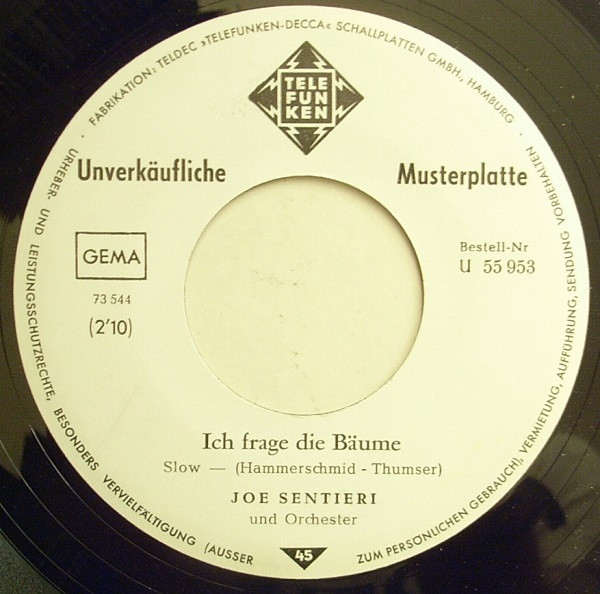 FABRIKATION: TELDEC »TELEFUNKEN-DECCA« SCHALLPLATTEN GMBH., HAMBURG ·
TELE
FUN
KEN
Unverkäufliche Musterplatte
GEMA
73 544
(2'10)
Bestell-Nr
U 55 953
Ich frage die Bäume
Slow — (Hammerschmid - Thumser)
JOE SENTIERI
und Orchester
45
URHEBER- UND LEISTUNGSSCHUTZRECHTE, BESONDERS VERVIELFÄLTIGUNG (AUSSER ZUM PERSÖNLICHEN GEBRAUCH), VERMIETUNG, AUFFÜHRUNG, SENDUNG VORBEHALTEN ·